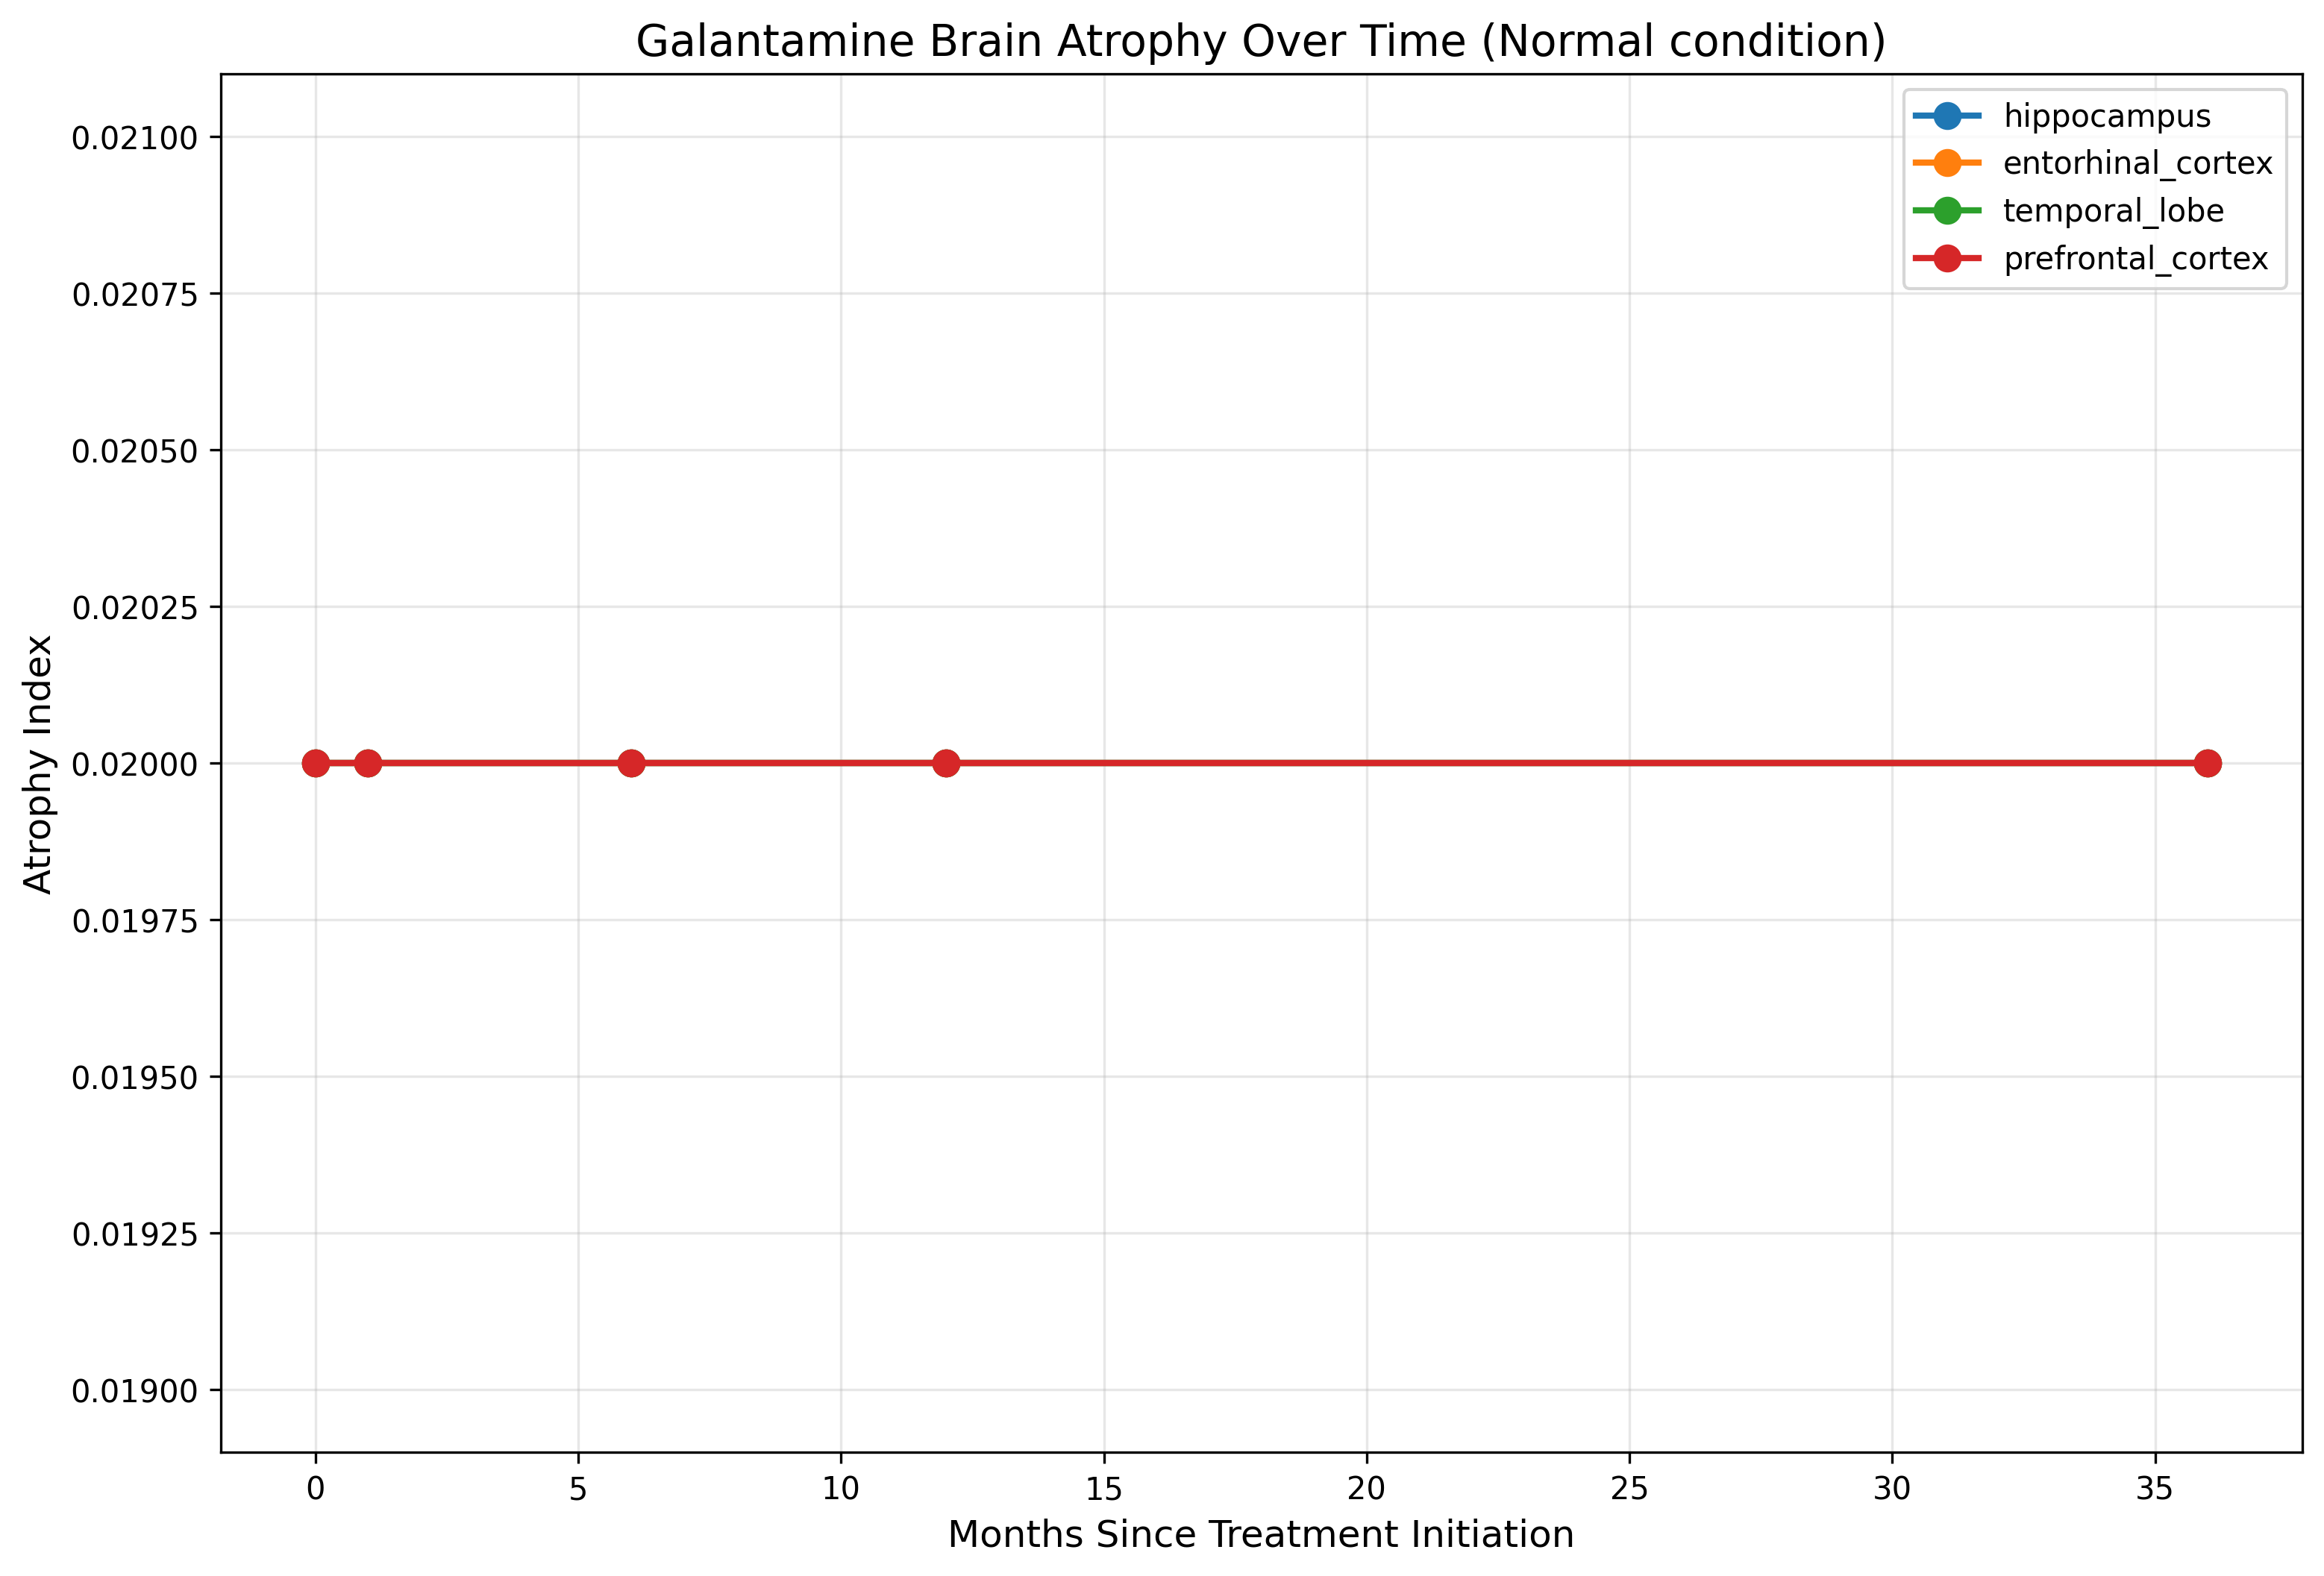 Galantamine Brain Atrophy Over Time (Normal condition)
hippocampus
entorhinal_cortex
temporal_lobe
prefrontal_cortex
Atrophy Index
0.02100
0.02075
0.02050
0.02025
0.02000
0.01975
0.01950
0.01925
0.01900
0 5 10 15 20 25 30 35
Months Since Treatment Initiation